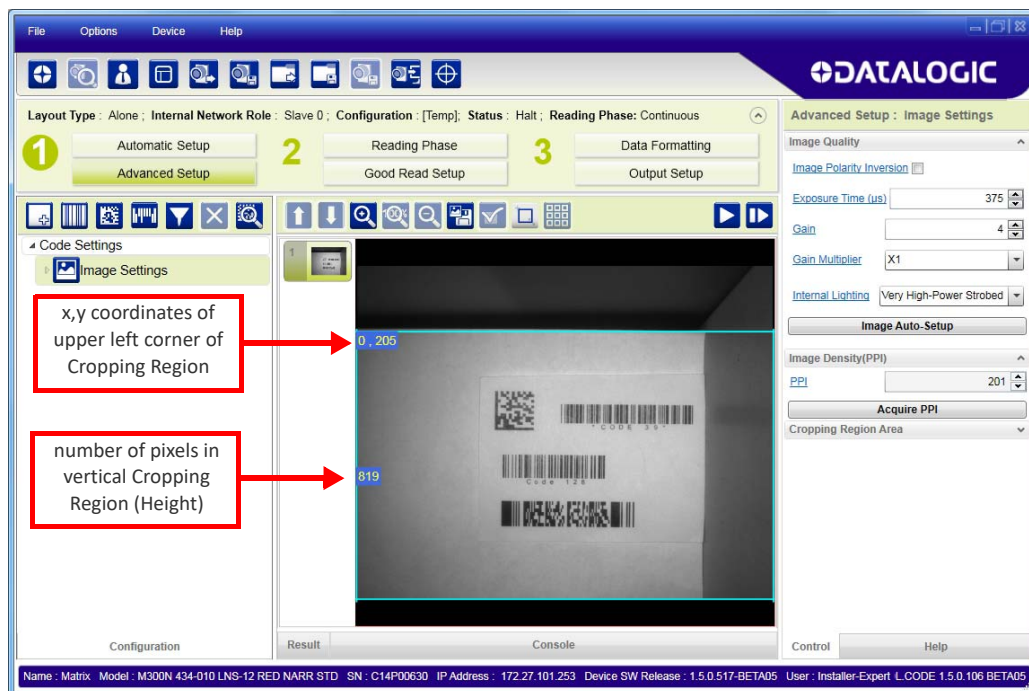 File Options Device Help
DATALOGIC
Layout Type : Alone ; Internal Network Role : Slave 0 ; Configuration : [Temp]; Status : Halt ; Reading Phase: Continuous
1 Automatic Setup 2 Reading Phase 3 Data Formatting
Advanced Setup Good Read Setup Output Setup
Code Settings
Image Settings
x,y coordinates of
upper left corner of
Cropping Region
number of pixels in
vertical Cropping
Region (Height)
Configuration
100%
1
0 , 205
819
*CODE 39*
Code 128
Result Console
Advanced Setup : Image Settings
Image Quality
Image Polarity Inversion
Exposure Time (µs) 375
Gain 4
Gain Multiplier X1
Internal Lighting Very High-Power Strobed
Image Auto-Setup
Image Density(PPI)
PPI 201
Acquire PPI
Cropping Region Area
Control Help
Name : Matrix Model : M300N 434-010 LNS-12 RED NARR STD SN : C14P00630 IP Address : 172.27.101.253 Device SW Release : 1.5.0.517-BETA05 User : Installer-Expert L.CODE 1.5.0.106 BETA05